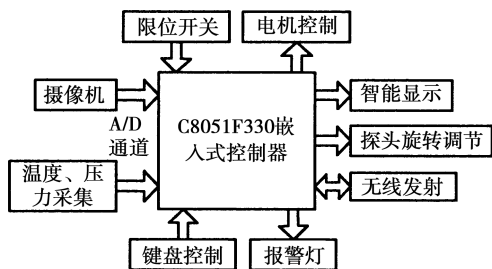 限位开关
电机控制
摄像机
A/D
通道
温度、压
力采集
C8051F330嵌
入式控制器
智能显示
探头旋转调节
无线发射
键盘控制
报警灯